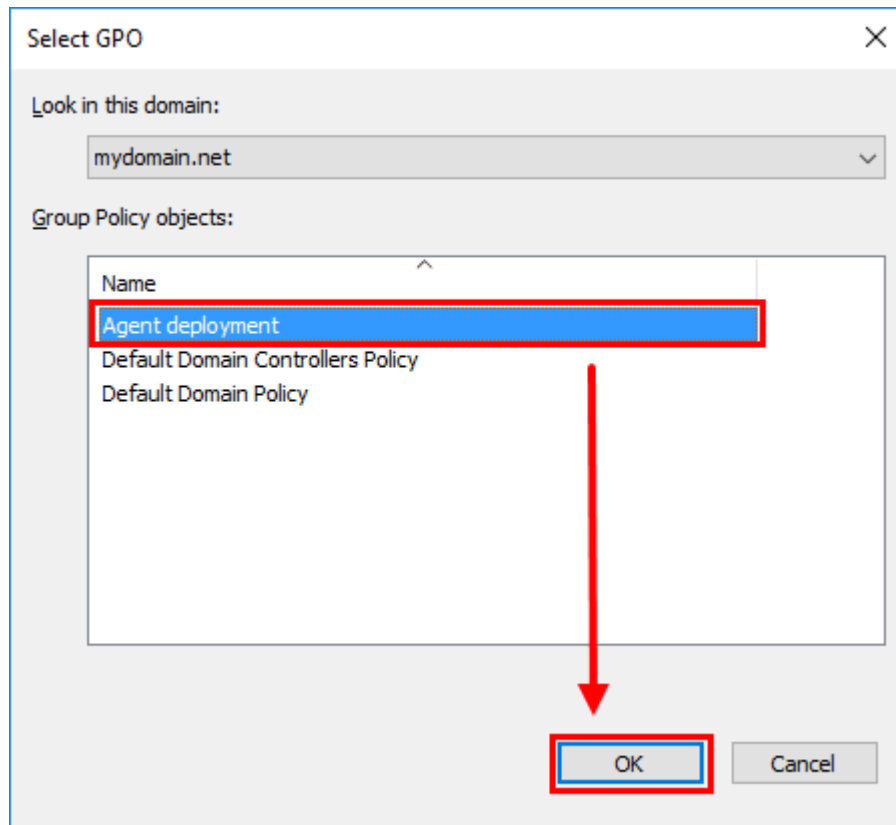 Select GPO
Look in this domain:
mydomain.net
Group Policy objects:
Name
Agent deployment
Default Domain Controllers Policy
Default Domain Policy
OK Cancel